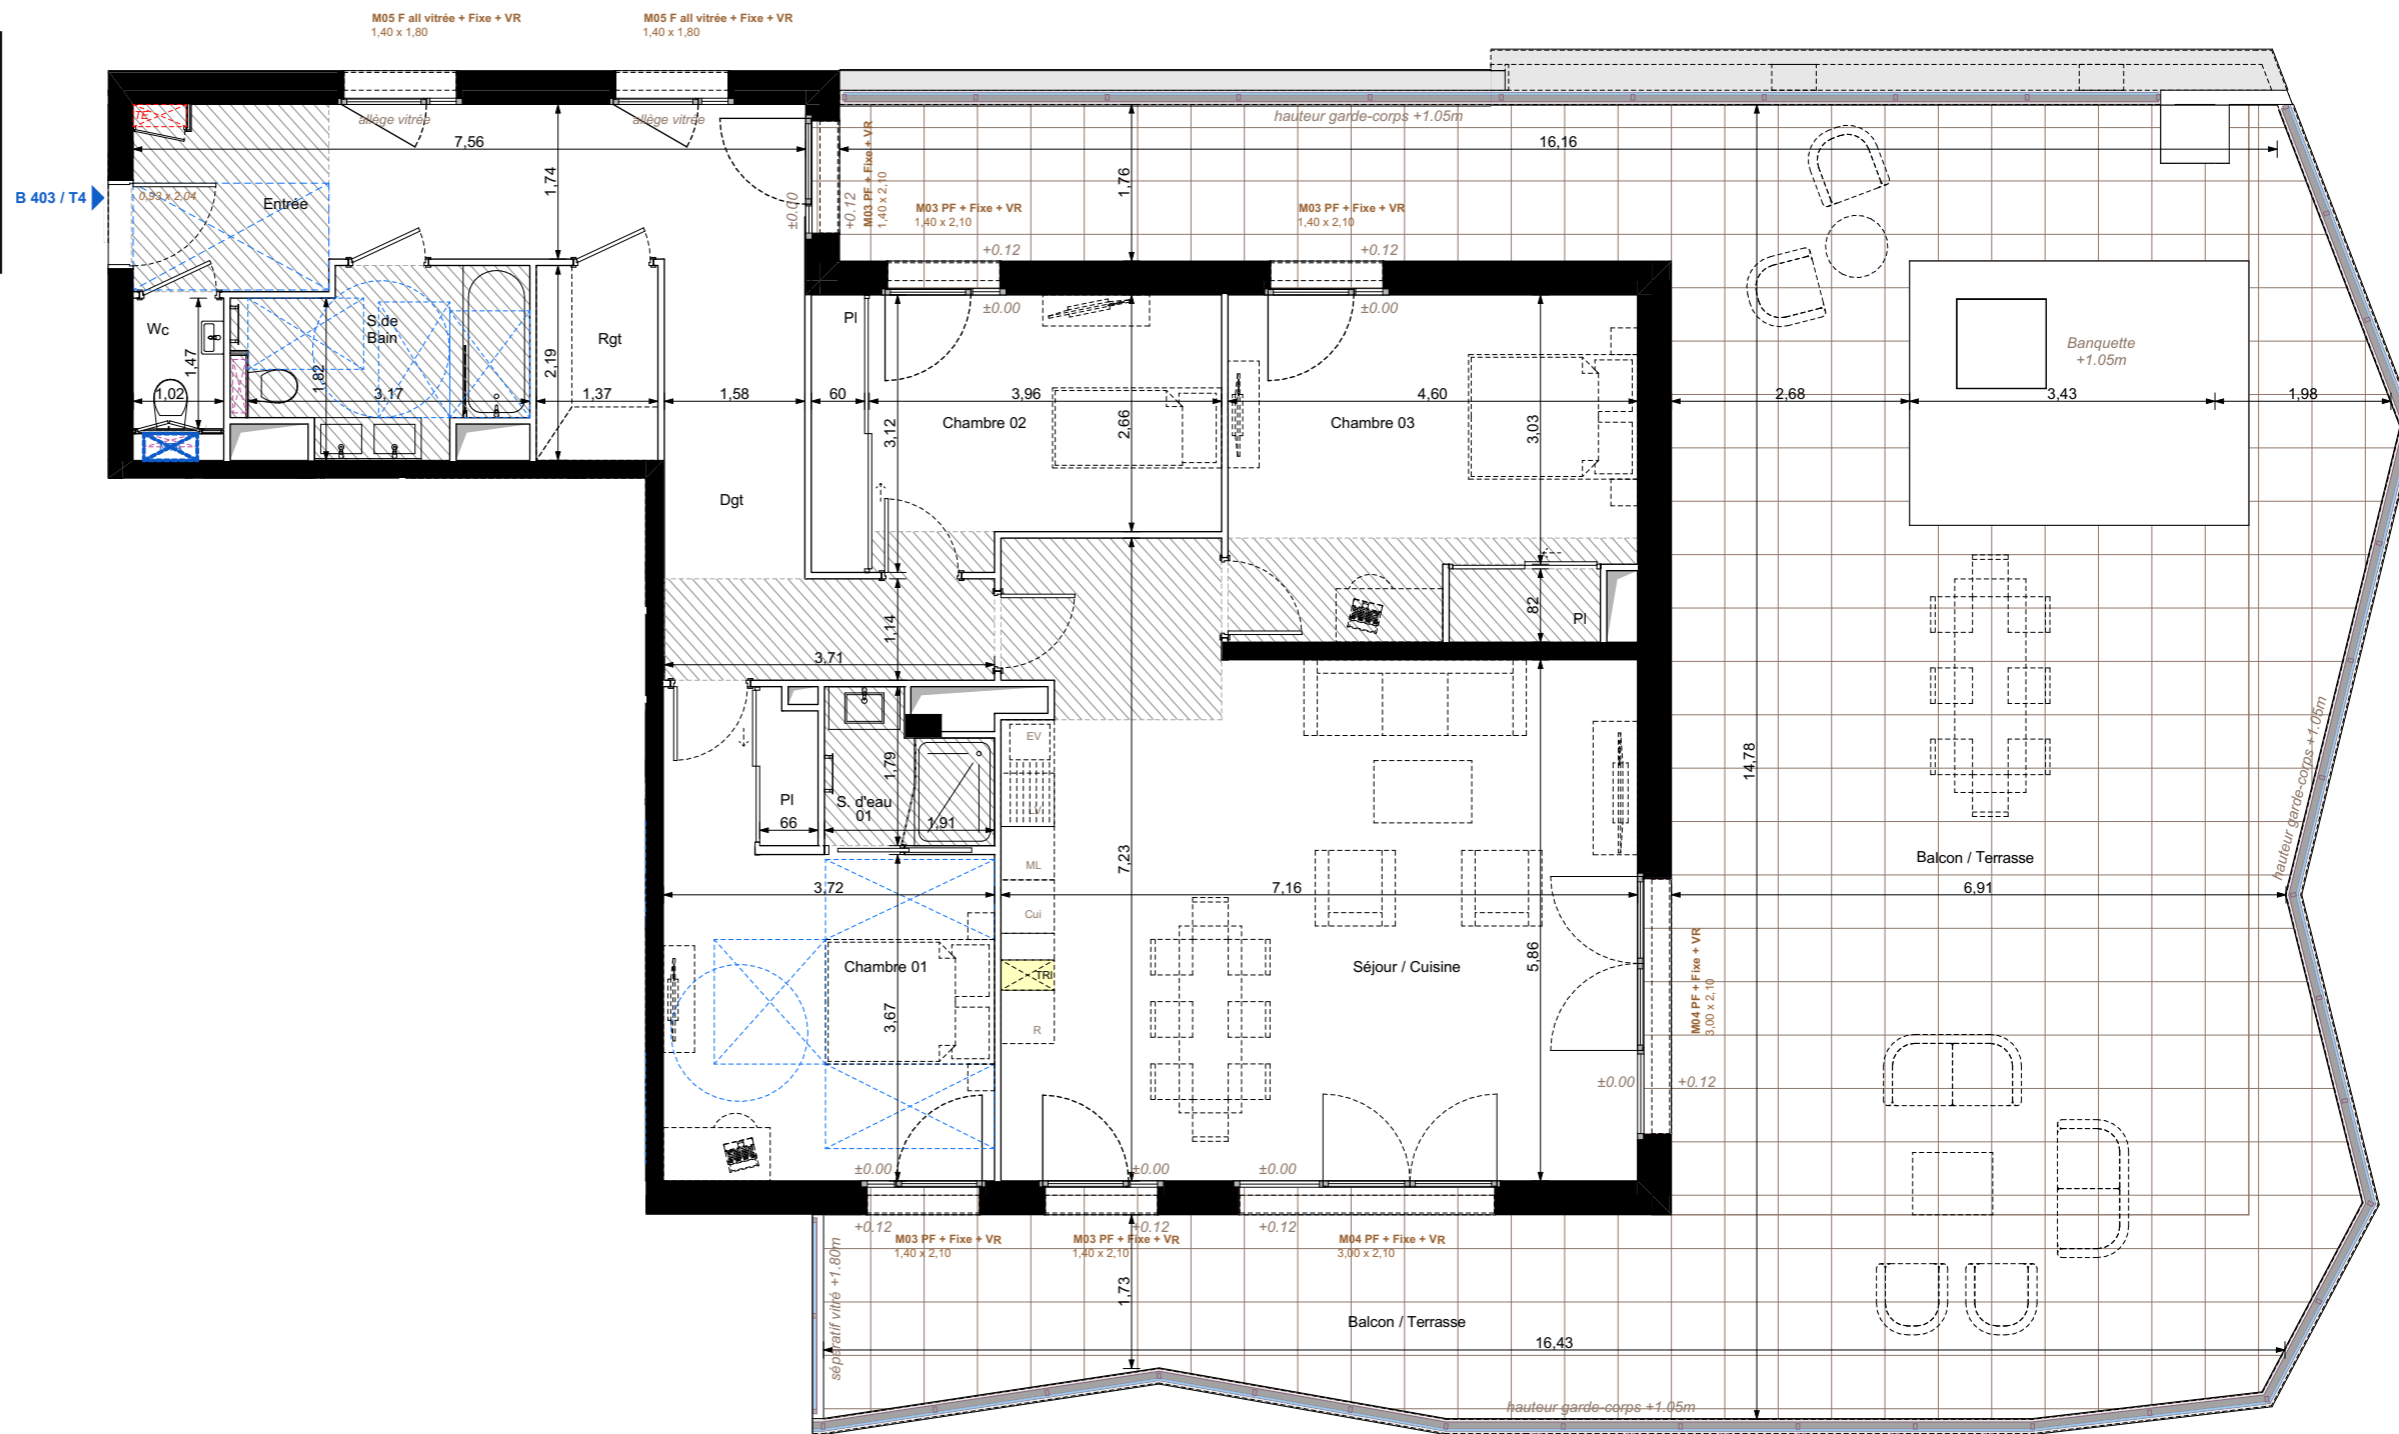 M05 F all vitrée + Fixe + VR
1,40 x 1,80
M05 F all vitrée + Fixe + VR
1,40 x 1,80
TE
allège vitrée
allège vitrée
hauteur garde-corps +1.05m
7,56
16,16
1,74
1,76
B 403 / T4
0,93 x 2,04
Entrée
±0.00
+0.12
M03 PF + Fixe + VR
1,40 x 2,10
M03 PF + Fixe + VR
1,40 x 2,10
M03 PF + Fixe + VR
1,40 x 2,10
+0.12
+0.12
±0.00
±0.00
Wc
S.de
Bain
Rgt
Pl
Banquette
+1.05m
1,47
1,82
2,19
1,02
3,17
1,37
1,58
60
3,96
4,60
2,68
3,43
1,98
3,12
2,66
3,03
Chambre 02
Chambre 03
Dgt
82
Pl
1,14
3,71
EV
LV
14,78
hauteur garde-corps +1.05m
1,79
Pl
66
S. d'eau
01
1,91
ML
7,23
Balcon / Terrasse
3,72
7,16
6,91
Cui
5,86
Chambre 01
TRI
Séjour / Cuisine
3,67
R
M04 PF + Fixe + VR
3,00 x 2,10
±0.00
+0.12
±0.00
±0.00
±0.00
+0.12
+0.12
+0.12
M03 PF + Fixe + VR
1,40 x 2,10
M03 PF + Fixe + VR
1,40 x 2,10
M04 PF + Fixe + VR
3,00 x 2,10
séparatif vitré +1.80m
1,73
Balcon / Terrasse
16,43
hauteur garde-corps +1.05m